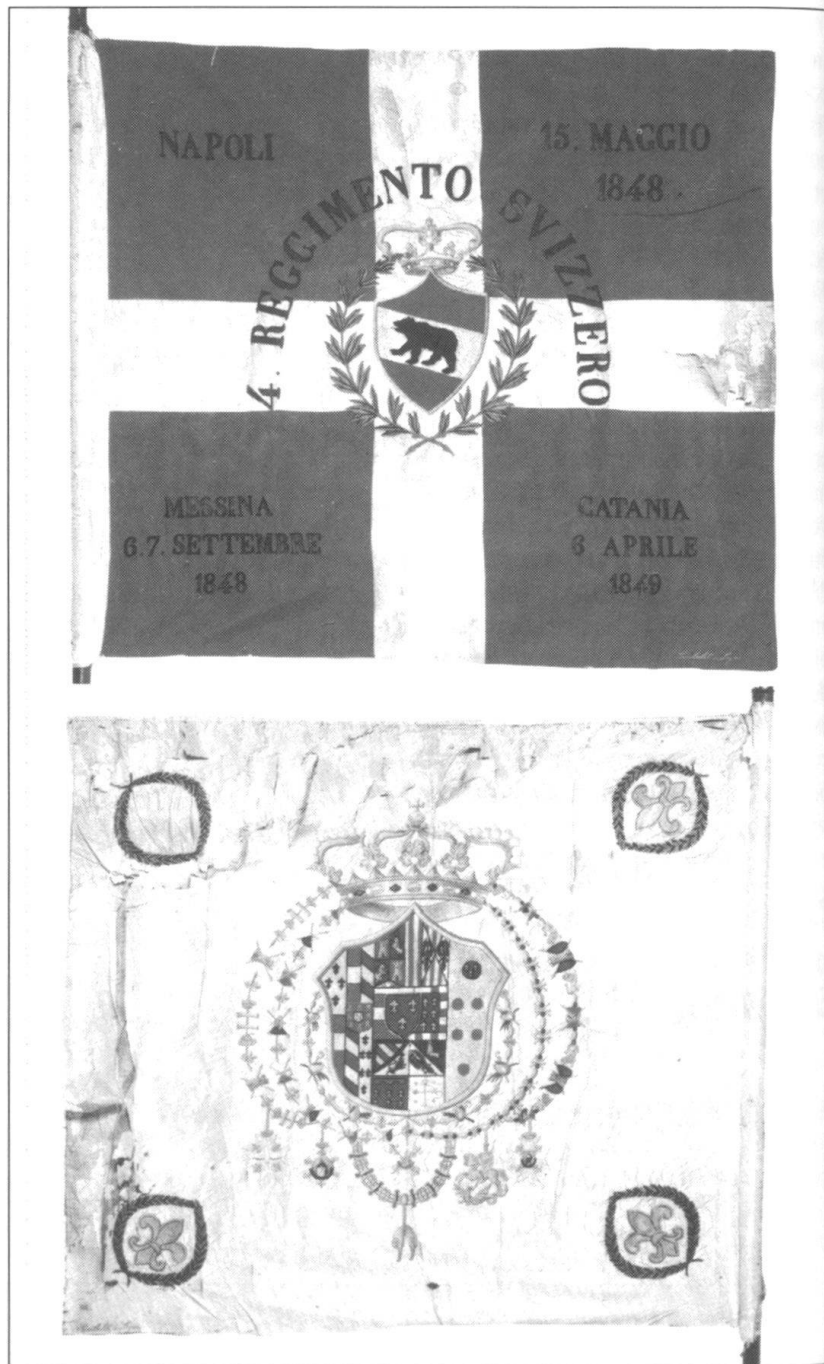 NAPOLI
15. MAGGIO
1848.
4. REGGIMENTO SVIZZERO
MESSINA
6.7. SETTEMBRE
1848
CATANIA
6 APRILE
1849